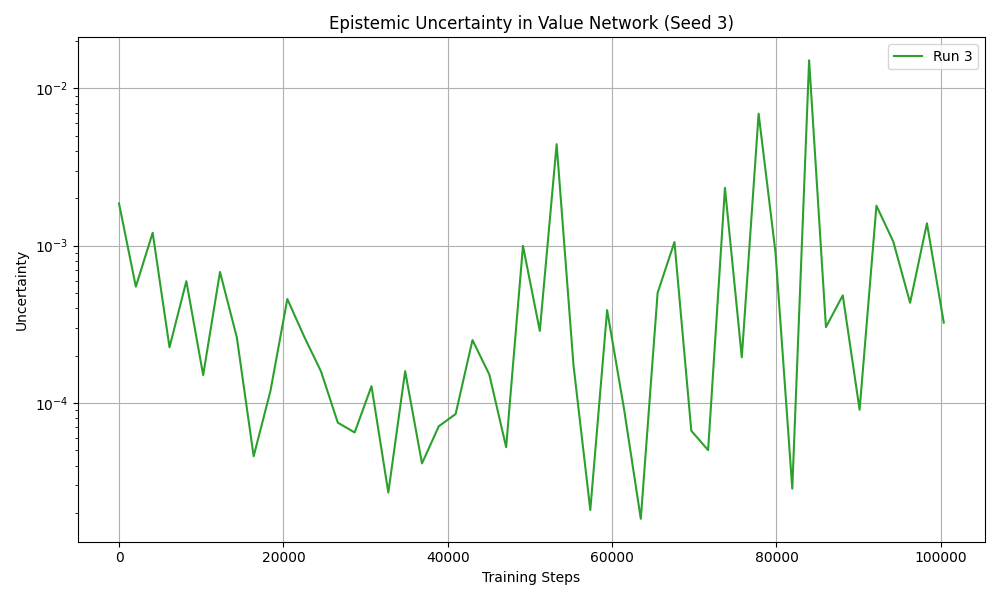 Epistemic Uncertainty in Value Network (Seed 3)
Run 3
Uncertainty
10⁻²
10⁻³
10⁻⁴
0 20000 40000 60000 80000 100000
Training Steps